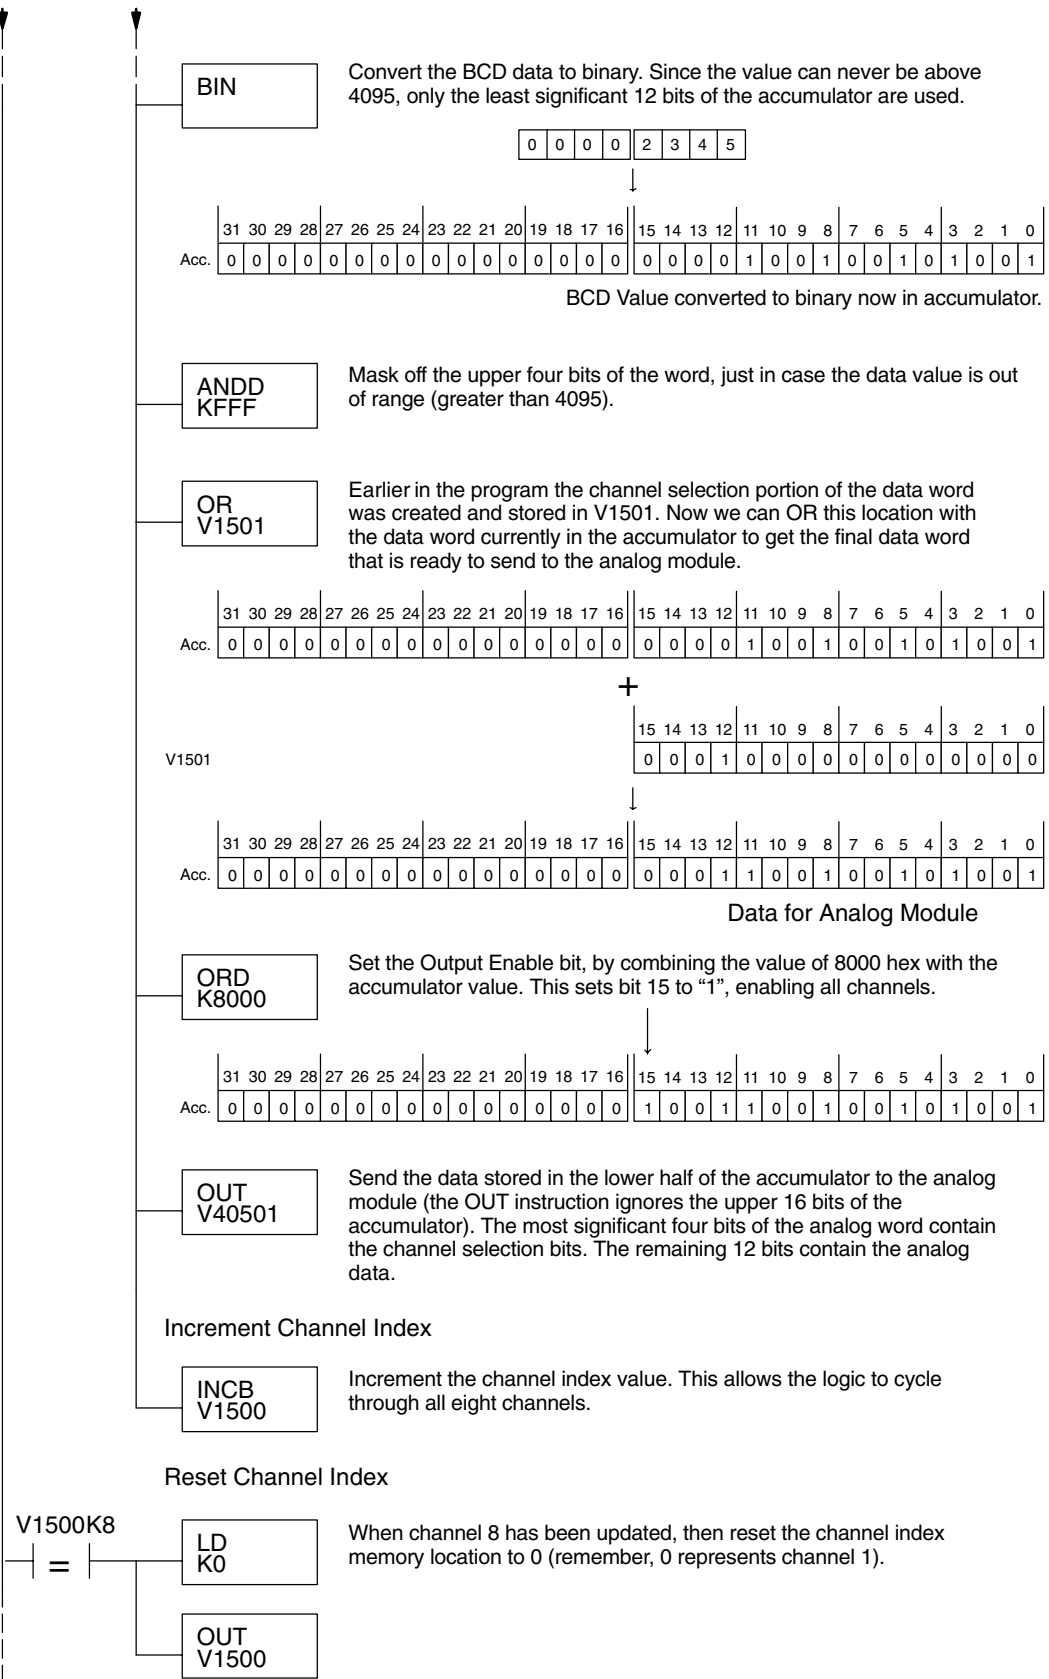 BIN
Convert the BCD data to binary. Since the value can never be above
4095, only the least significant 12 bits of the accumulator are used.
0 0 0 0 2 3 4 5
31 30 29 28 27 26 25 24 23 22 21 20 19 18 17 16 15 14 13 12 11 10 9 8 7 6 5 4 3 2 1 0
Acc. 0 0 0 0 0 0 0 0 0 0 0 0 0 0 0 0 0 0 0 0 1 0 0 1 0 0 1 0 1 0 0 1
BCD Value converted to binary now in accumulator.
ANDD
KFFF
Mask off the upper four bits of the word, just in case the data value is out
of range (greater than 4095).
OR
V1501
Earlier in the program the channel selection portion of the data word
was created and stored in V1501. Now we can OR this location with
the data word currently in the accumulator to get the final data word
that is ready to send to the analog module.
31 30 29 28 27 26 25 24 23 22 21 20 19 18 17 16 15 14 13 12 11 10 9 8 7 6 5 4 3 2 1 0
Acc. 0 0 0 0 0 0 0 0 0 0 0 0 0 0 0 0 0 0 0 0 1 0 0 1 0 0 1 0 1 0 0 1
+
15 14 13 12 11 10 9 8 7 6 5 4 3 2 1 0
V1501 0 0 0 1 0 0 0 0 0 0 0 0 0 0 0 0
31 30 29 28 27 26 25 24 23 22 21 20 19 18 17 16 15 14 13 12 11 10 9 8 7 6 5 4 3 2 1 0
Acc. 0 0 0 0 0 0 0 0 0 0 0 0 0 0 0 0 0 0 0 1 1 0 0 1 0 0 1 0 1 0 0 1
Data for Analog Module
ORD
K8000
Set the Output Enable bit, by combining the value of 8000 hex with the
accumulator value. This sets bit 15 to “1”, enabling all channels.
31 30 29 28 27 26 25 24 23 22 21 20 19 18 17 16 15 14 13 12 11 10 9 8 7 6 5 4 3 2 1 0
Acc. 0 0 0 0 0 0 0 0 0 0 0 0 0 0 0 0 1 0 0 1 1 0 0 1 0 0 1 0 1 0 0 1
OUT
V40501
Send the data stored in the lower half of the accumulator to the analog
module (the OUT instruction ignores the upper 16 bits of the
accumulator). The most significant four bits of the analog word contain
the channel selection bits. The remaining 12 bits contain the analog
data.
Increment Channel Index
INCB
V1500
Increment the channel index value. This allows the logic to cycle
through all eight channels.
Reset Channel Index
V1500K8
=
LD
K0
When channel 8 has been updated, then reset the channel index
memory location to 0 (remember, 0 represents channel 1).
OUT
V1500